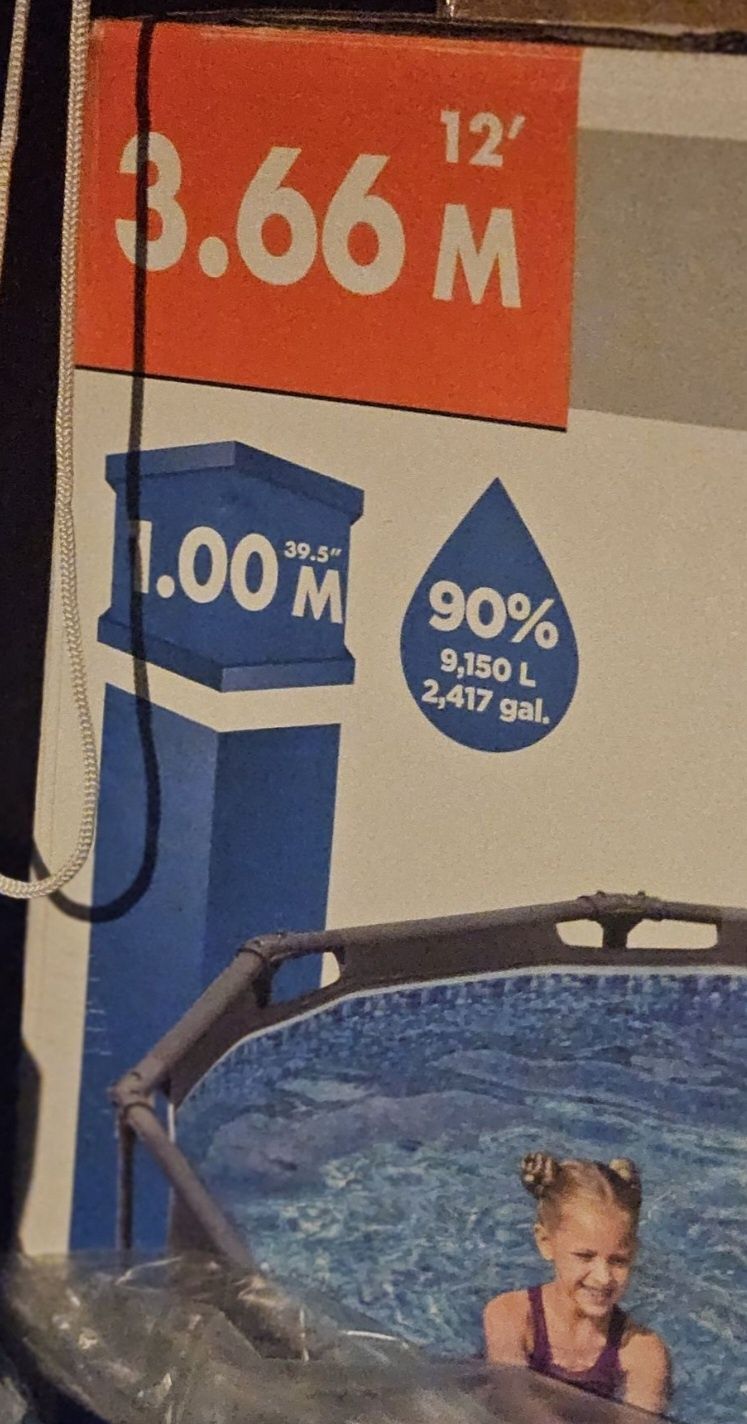 12′
3.66 M
39.5″
1.00 M
90%
9,150 L
2,417 gal.